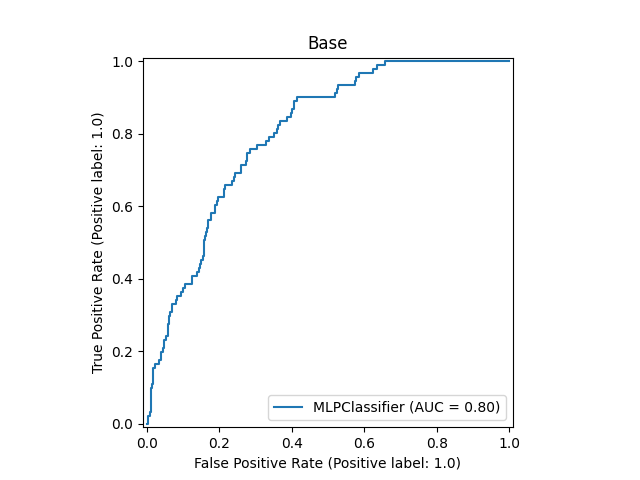 Base
1.0
0.8
0.6
0.4
0.2
0.0
True Positive Rate (Positive label: 1.0)
MLPClassifier (AUC = 0.80)
0.0 0.2 0.4 0.6 0.8 1.0
False Positive Rate (Positive label: 1.0)